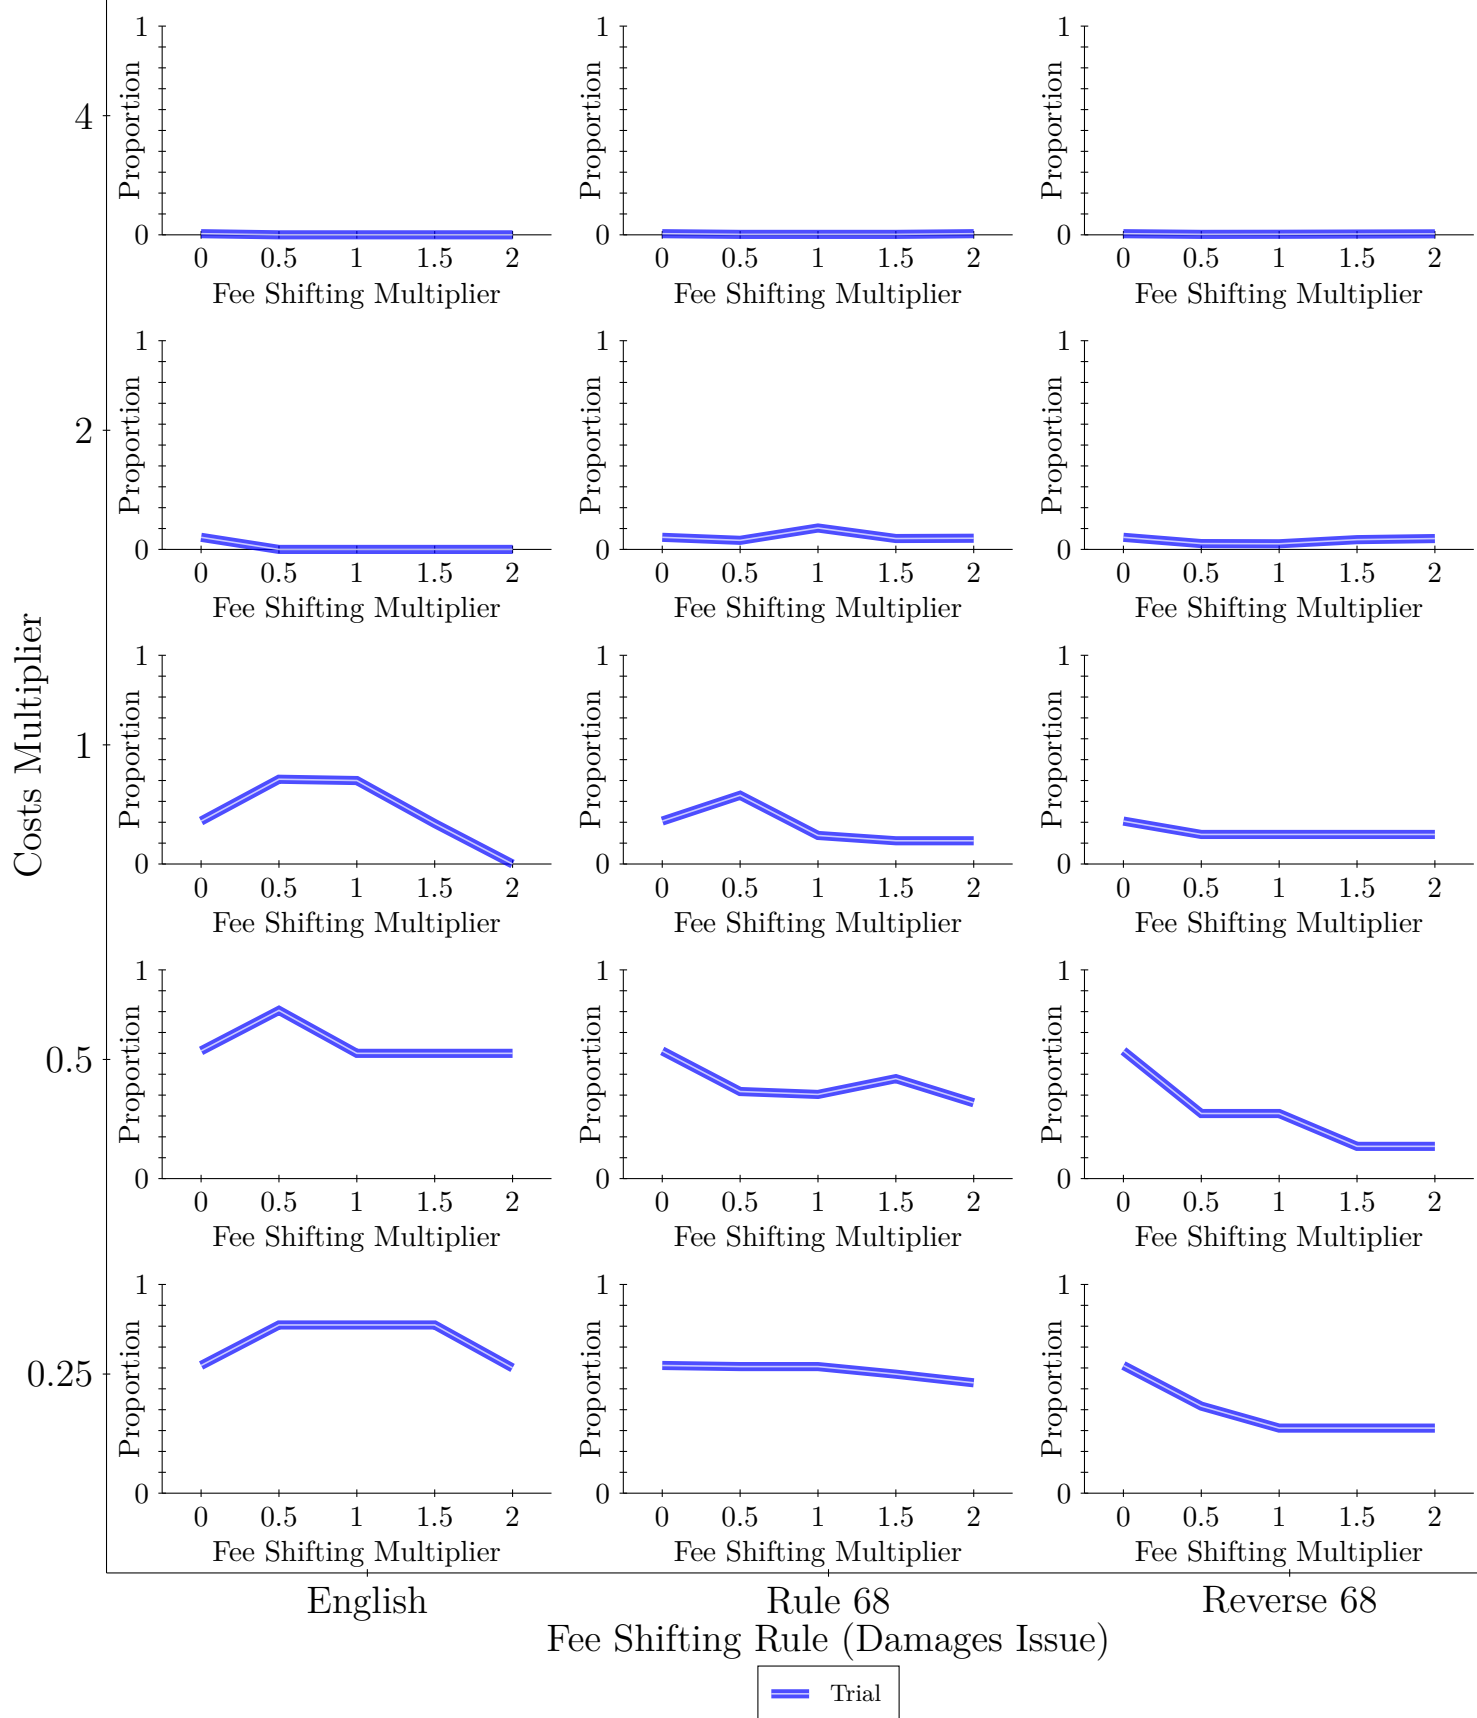 Costs Multiplier
4
1
Proportion
0
0 0.5 1 1.5 2
Fee Shifting Multiplier
1
Proportion
0
0 0.5 1 1.5 2
Fee Shifting Multiplier
1
Proportion
0
0 0.5 1 1.5 2
Fee Shifting Multiplier
2
1
Proportion
0
0 0.5 1 1.5 2
Fee Shifting Multiplier
1
Proportion
0
0 0.5 1 1.5 2
Fee Shifting Multiplier
1
Proportion
0
0 0.5 1 1.5 2
Fee Shifting Multiplier
1
1
Proportion
0
0 0.5 1 1.5 2
Fee Shifting Multiplier
1
Proportion
0
0 0.5 1 1.5 2
Fee Shifting Multiplier
1
Proportion
0
0 0.5 1 1.5 2
Fee Shifting Multiplier
0.5
1
Proportion
0
0 0.5 1 1.5 2
Fee Shifting Multiplier
1
Proportion
0
0 0.5 1 1.5 2
Fee Shifting Multiplier
1
Proportion
0
0 0.5 1 1.5 2
Fee Shifting Multiplier
0.25
1
Proportion
0
0 0.5 1 1.5 2
Fee Shifting Multiplier
1
Proportion
0
0 0.5 1 1.5 2
Fee Shifting Multiplier
1
Proportion
0
0 0.5 1 1.5 2
Fee Shifting Multiplier
English Rule 68 Reverse 68
Fee Shifting Rule (Damages Issue)
Trial